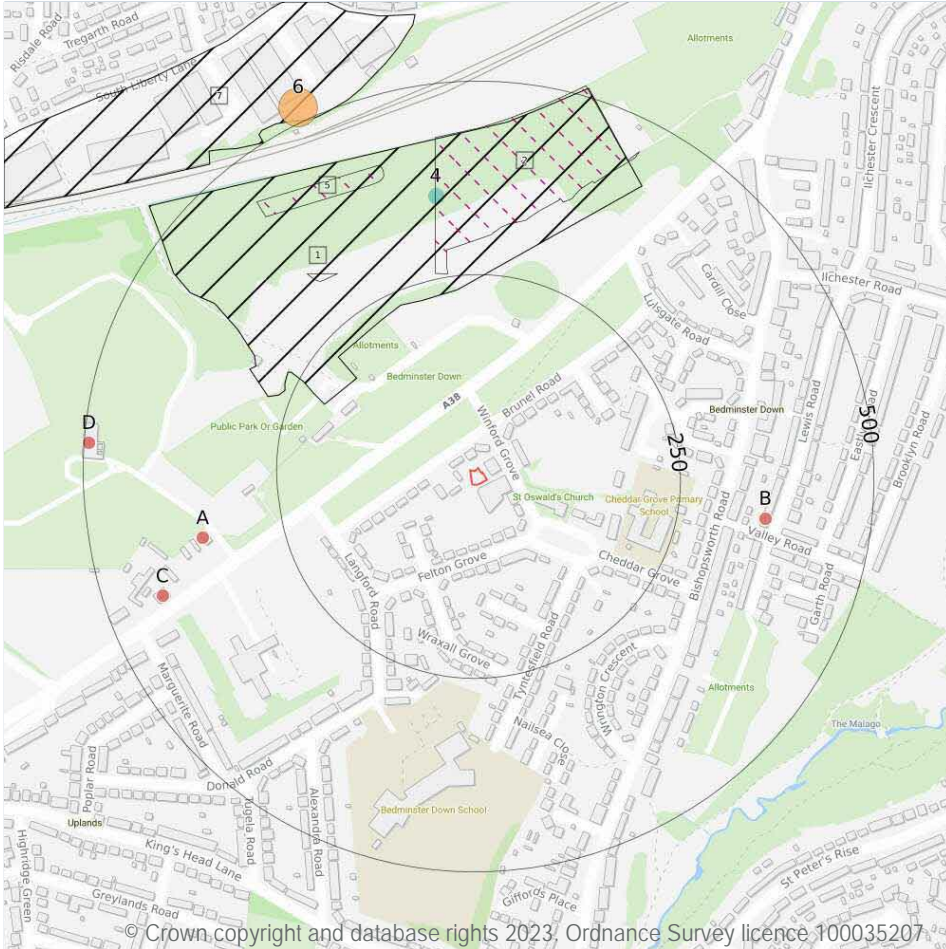 Risdale Road
Tregarth Road
South Liberty Lane
7
6
Allotments
Ilchester Crescent
5
4
2
1
Cardill Close
Ilchester Road
Lulsgate Road
Allotments
Bedminster Down
A38
Brunel Road
Winford Grove
Bedminster Down
Lewis Road
500
Brooklyn Road
D
Public Park Or Garden
250
St Oswald's Church
Cheddar Grove Primary
School
B
Valley Road
A
C
Langford Road
Felton Grove
Cheddar Grove
Bishopsworth Road
Garth Road
Wraxall Grove
Tyntesfield Road
Wrington Crescent
Marguerite Road
Allotments
Nailsea Close
The Malago
Poplar Road
Donald Road
Tugela Road
Alexandra Road
Bedminster Down School
Uplands
King's Head Lane
Highridge Green
Greylands Road
Giffords Place
St Peter's Rise
© Crown copyright and database rights 2023. Ordnance Survey licence 100035207.